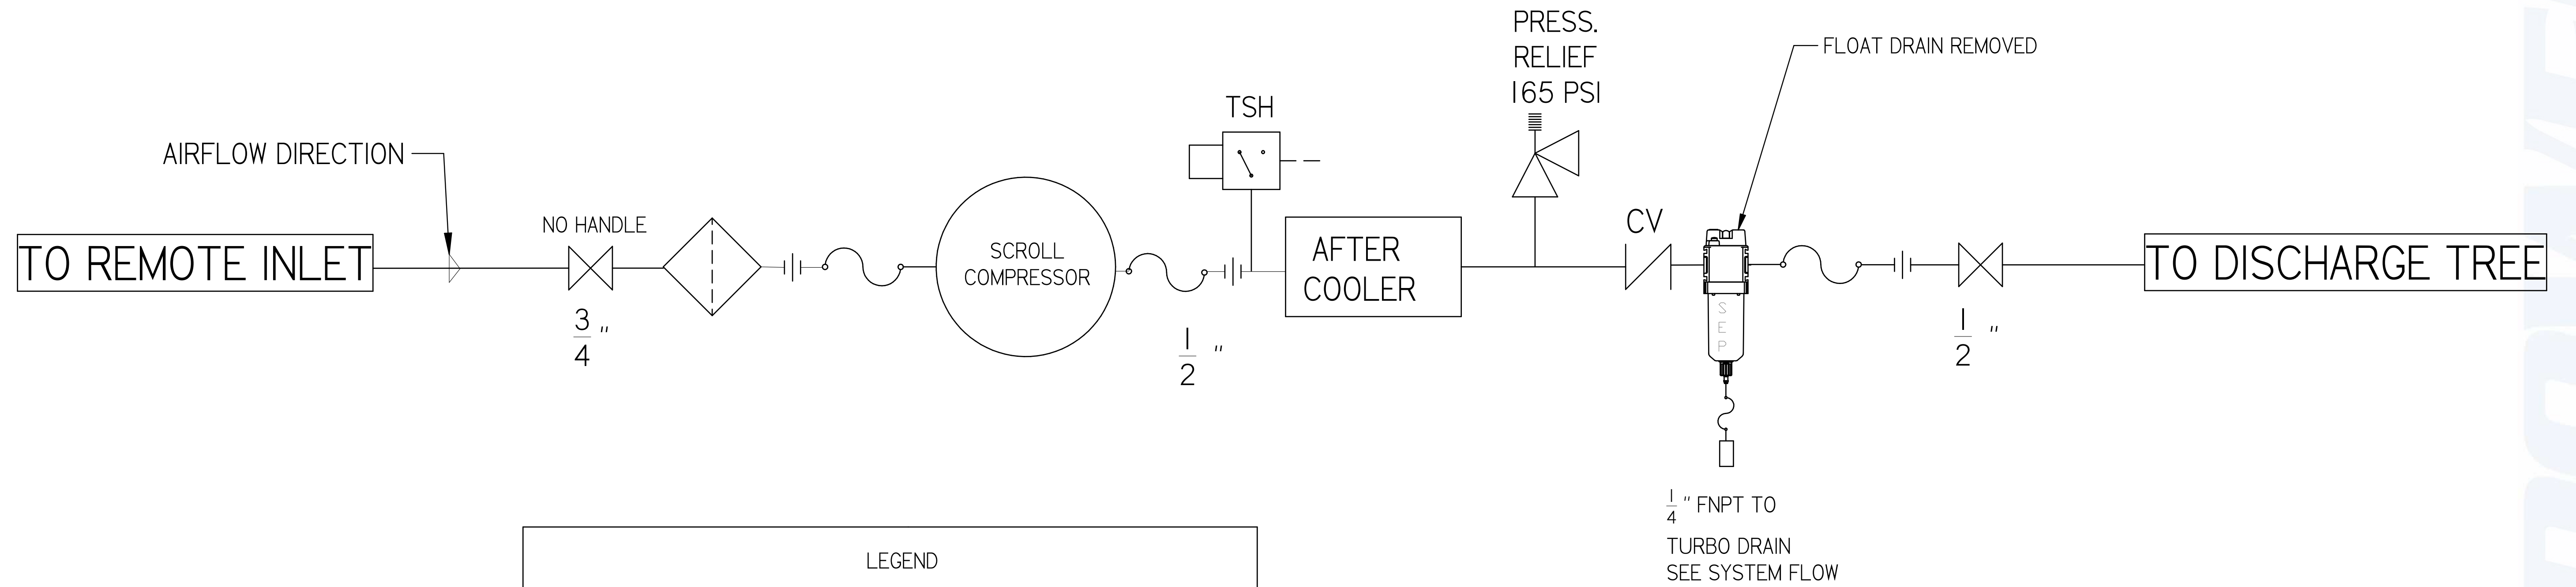 PRESS.
RELIEF
165 PSI
FLOAT DRAIN REMOVED
TSH
AIRFLOW DIRECTION
NO HANDLE
CV
TO REMOTE INLET
SCROLL
COMPRESSOR
AFTER
COOLER
TO DISCHARGE TREE
S
E
P
3/4 "
1/2 "
1/2 "
1/4 " FNPT TO
TURBO DRAIN
SEE SYSTEM FLOW
LEGEND